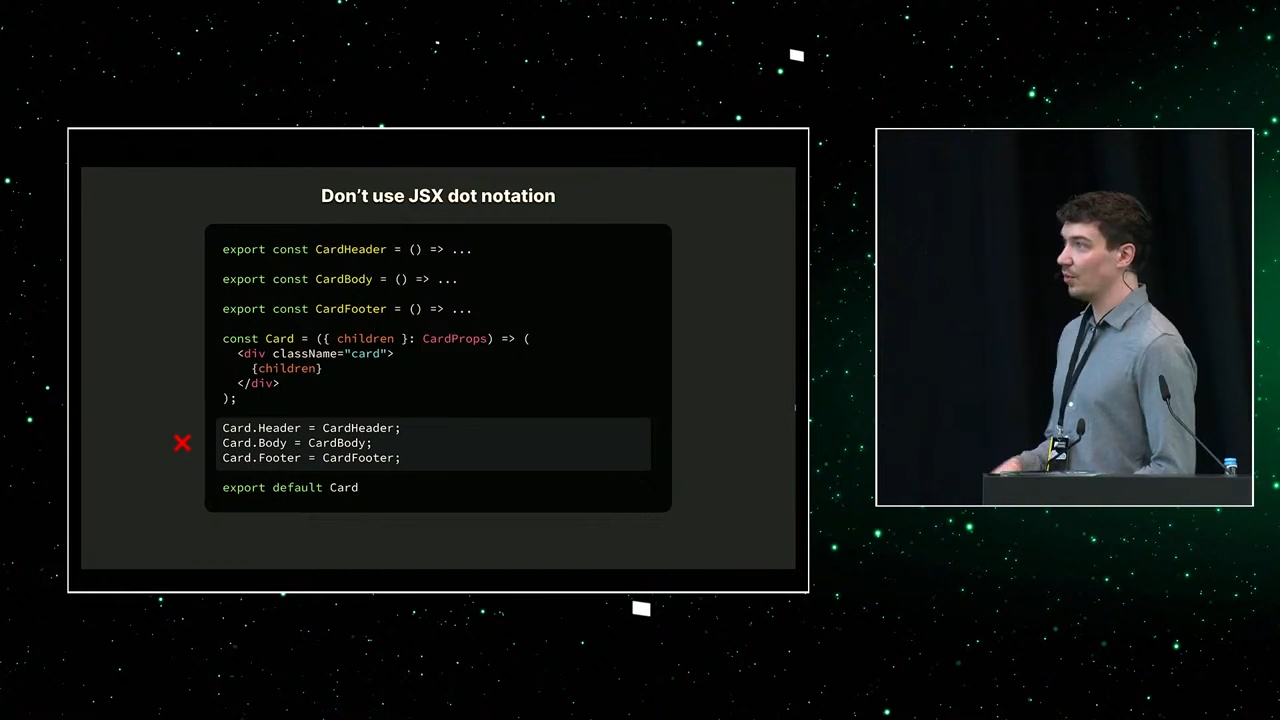 Don’t use JSX dot notation
export const CardHeader = () => ...
export const CardBody = () => ...
export const CardFooter = () => ...
const Card = ({ children }: CardProps) => (
  <div className="card">
    {children}
  </div>
);
Card.Header = CardHeader;
Card.Body = CardBody;
Card.Footer = CardFooter;
export default Card